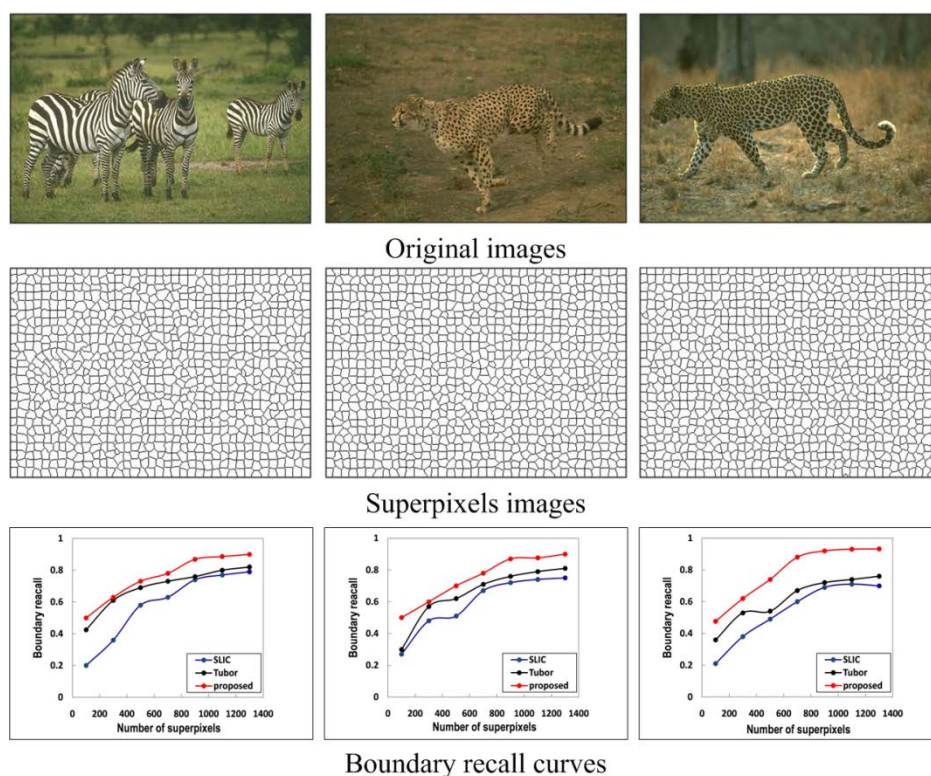 Original images
Superpixels images
1
0.8
0.6
0.4
0.2
0
Boundary reacall
SLIC
Tubor
proposed
0 200 400 600 800 1000 1200 1400
Number of superpixels
1
0.8
0.6
0.4
0.2
0
Boundary reacall
SLIC
Tubor
proposed
0 200 400 600 800 1000 1200 1400
Number of superpixels
1
0.8
0.6
0.4
0.2
0
Boundary reacall
SLIC
Tubor
proposed
0 200 400 600 800 1000 1200 1400
Number of superpixels
Boundary recall curves